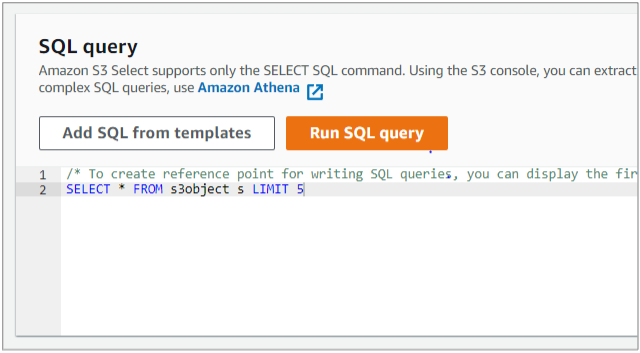 SQL query
Amazon S3 Select supports only the SELECT SQL command. Using the S3 console, you can extract
complex SQL queries, use Amazon Athena
Add SQL from templates Run SQL query
1 /* To create reference point for writing SQL queries, you can display the fir
2 SELECT * FROM s3object s LIMIT 5